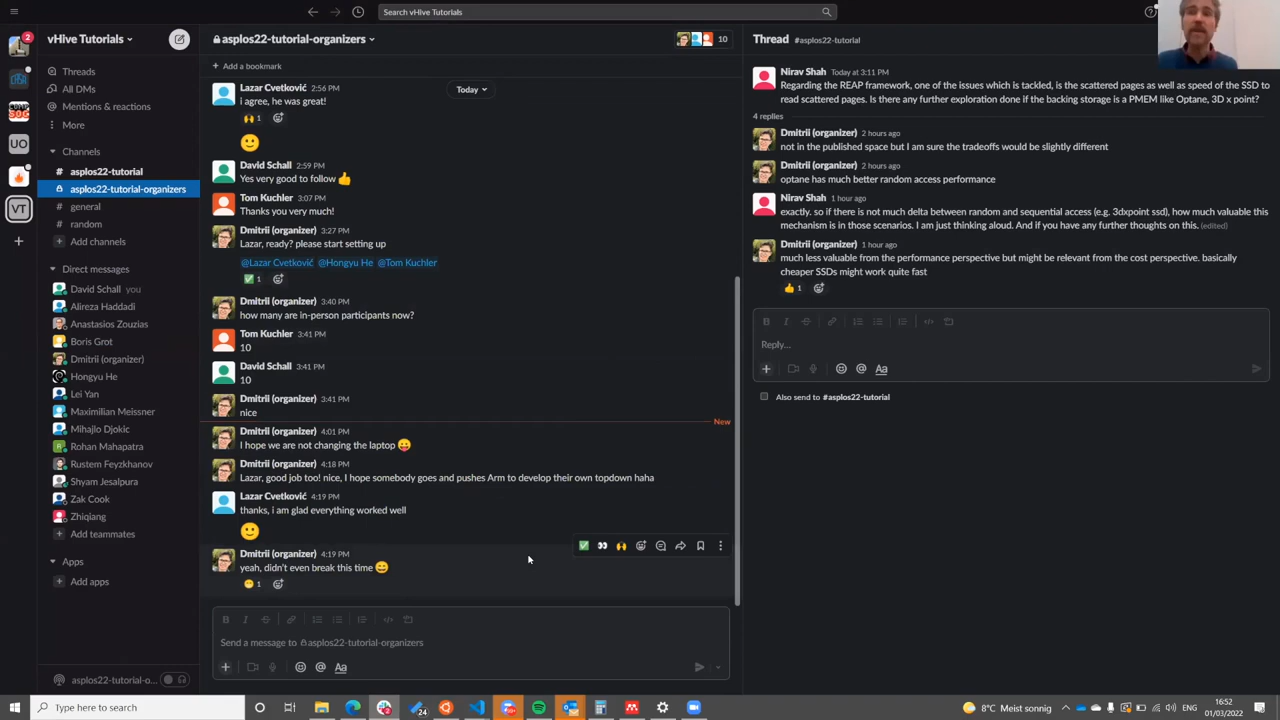 Search vHive Tutorials
2
UO
VT
vHive Tutorials
Threads
All DMs
Mentions & reactions
More
Channels
# asplos22-tutorial
asplos22-tutorial-organizers
# general
# random
Add channels
Direct messages
David Schall you
Alireza Haddadi
Anastasios Zouzias
Boris Grot
Dmitrii (organizer)
Hongyu He
Lei Yan
Maximilian Meissner
Mihajlo Djokic
Rohan Mahapatra
Rustem Feyzkhanov
Shyam Jesalpura
Zak Cook
Zhiqiang
Add teammates
Apps
Add apps
asplos22-tutorial-o...
asplos22-tutorial-organizers
10
Add a bookmark
Today
Lazar Cvetković 2:56 PM
i agree, he was great!
1
David Schall 2:59 PM
Yes very good to follow
Tom Kuchler 3:07 PM
Thanks you very much!
Dmitrii (organizer) 3:27 PM
Lazar, ready? please start setting up
@Lazar Cvetković @Hongyu He @Tom Kuchler
1
Dmitrii (organizer) 3:40 PM
how many are in-person participants now?
Tom Kuchler 3:41 PM
10
David Schall 3:41 PM
10
Dmitrii (organizer) 3:41 PM
nice
New
Dmitrii (organizer) 4:01 PM
I hope we are not changing the laptop
Dmitrii (organizer) 4:18 PM
Lazar, good job too! nice, I hope somebody goes and pushes Arm to develop their own topdown haha
Lazar Cvetković 4:19 PM
thanks, i am glad everything worked well
Dmitrii (organizer) 4:19 PM
yeah, didn't even break this time
1
Send a message to asplos22-tutorial-organizers
Thread #asplos22-tutorial
Nirav Shah Today at 3:11 PM
Regarding the REAP framework, one of the issues which is tackled, is the scattered pages as well as speed of the SSD to
read scattered pages. Is there any further exploration done if the backing storage is a PMEM like Optane, 3D x point?
4 replies
Dmitrii (organizer) 2 hours ago
not in the published space but I am sure the tradeoffs would be slightly different
Dmitrii (organizer) 2 hours ago
optane has much better random access performance
Nirav Shah 1 hour ago
exactly. so if there is not much delta between random and sequential access (e.g. 3dxpoint ssd), how much valuable this
mechanism is in those scenarios. I am just thinking aloud. And if you have any further thoughts on this. (edited)
Dmitrii (organizer) 1 hour ago
much less valuable from the performance perspective but might be relevant from the cost perspective. basically
cheaper SSDs might work quite fast
1
Reply...
Also send to #asplos22-tutorial
Type here to search
24
8°C Meist sonnig
ENG
16:52
01/03/2022